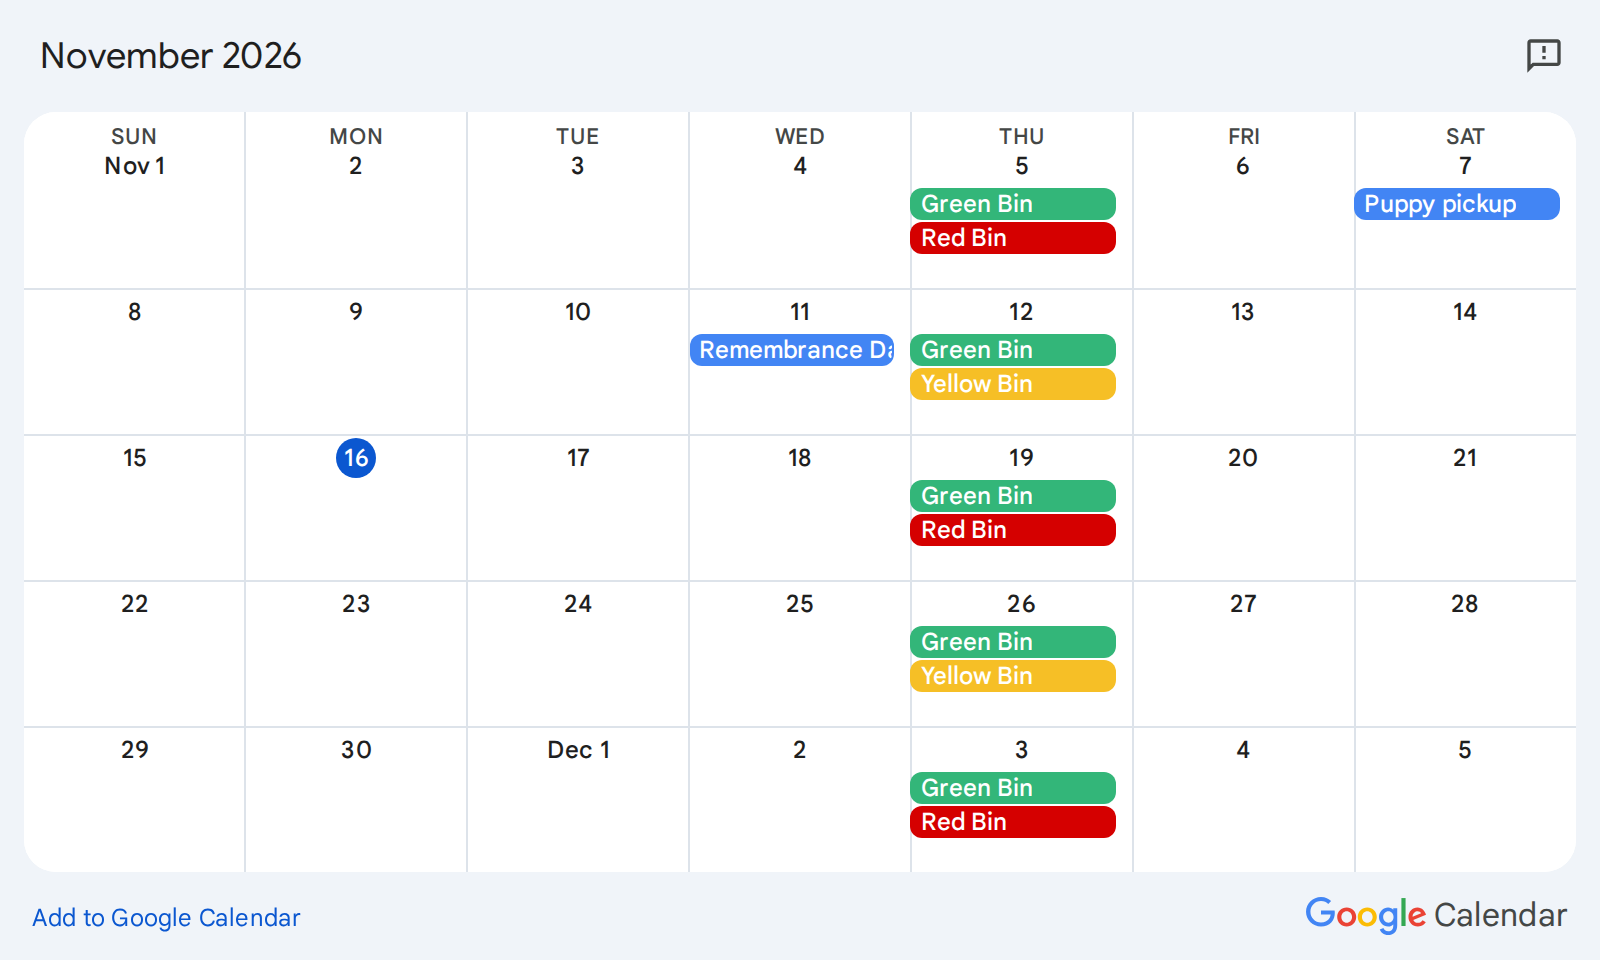 November 2026
SUN MON TUE WED THU FRI SAT
Nov 1 2 3 4 5 6 7
Green Bin Puppy pickup
Red Bin
8 9 10 11 12 13 14
Remembrance Da Green Bin
Yellow Bin
15 16 17 18 19 20 21
Green Bin
Red Bin
22 23 24 25 26 27 28
Green Bin
Yellow Bin
29 30 Dec 1 2 3 4 5
Green Bin
Red Bin
Add to Google Calendar
Google Calendar